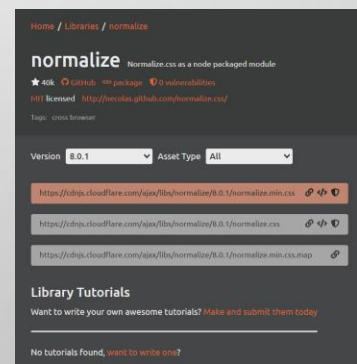 Home / Libraries / normalize
normalize Normalize.css as a node packaged module
40k GitHub package 0 vulnerabilities
MIT licensed http://necolas.github.com/normalize.css/
Tags: cross browser
Version 8.0.1 Asset Type All
https://cdnjs.cloudflare.com/ajax/libs/normalize/8.0.1/normalize.min.css
https://cdnjs.cloudflare.com/ajax/libs/normalize/8.0.1/normalize.css
https://cdnjs.cloudflare.com/ajax/libs/normalize/8.0.1/normalize.min.css.map
Library Tutorials
Want to write your own awesome tutorials? Make and submit them today
No tutorials found, want to write one?